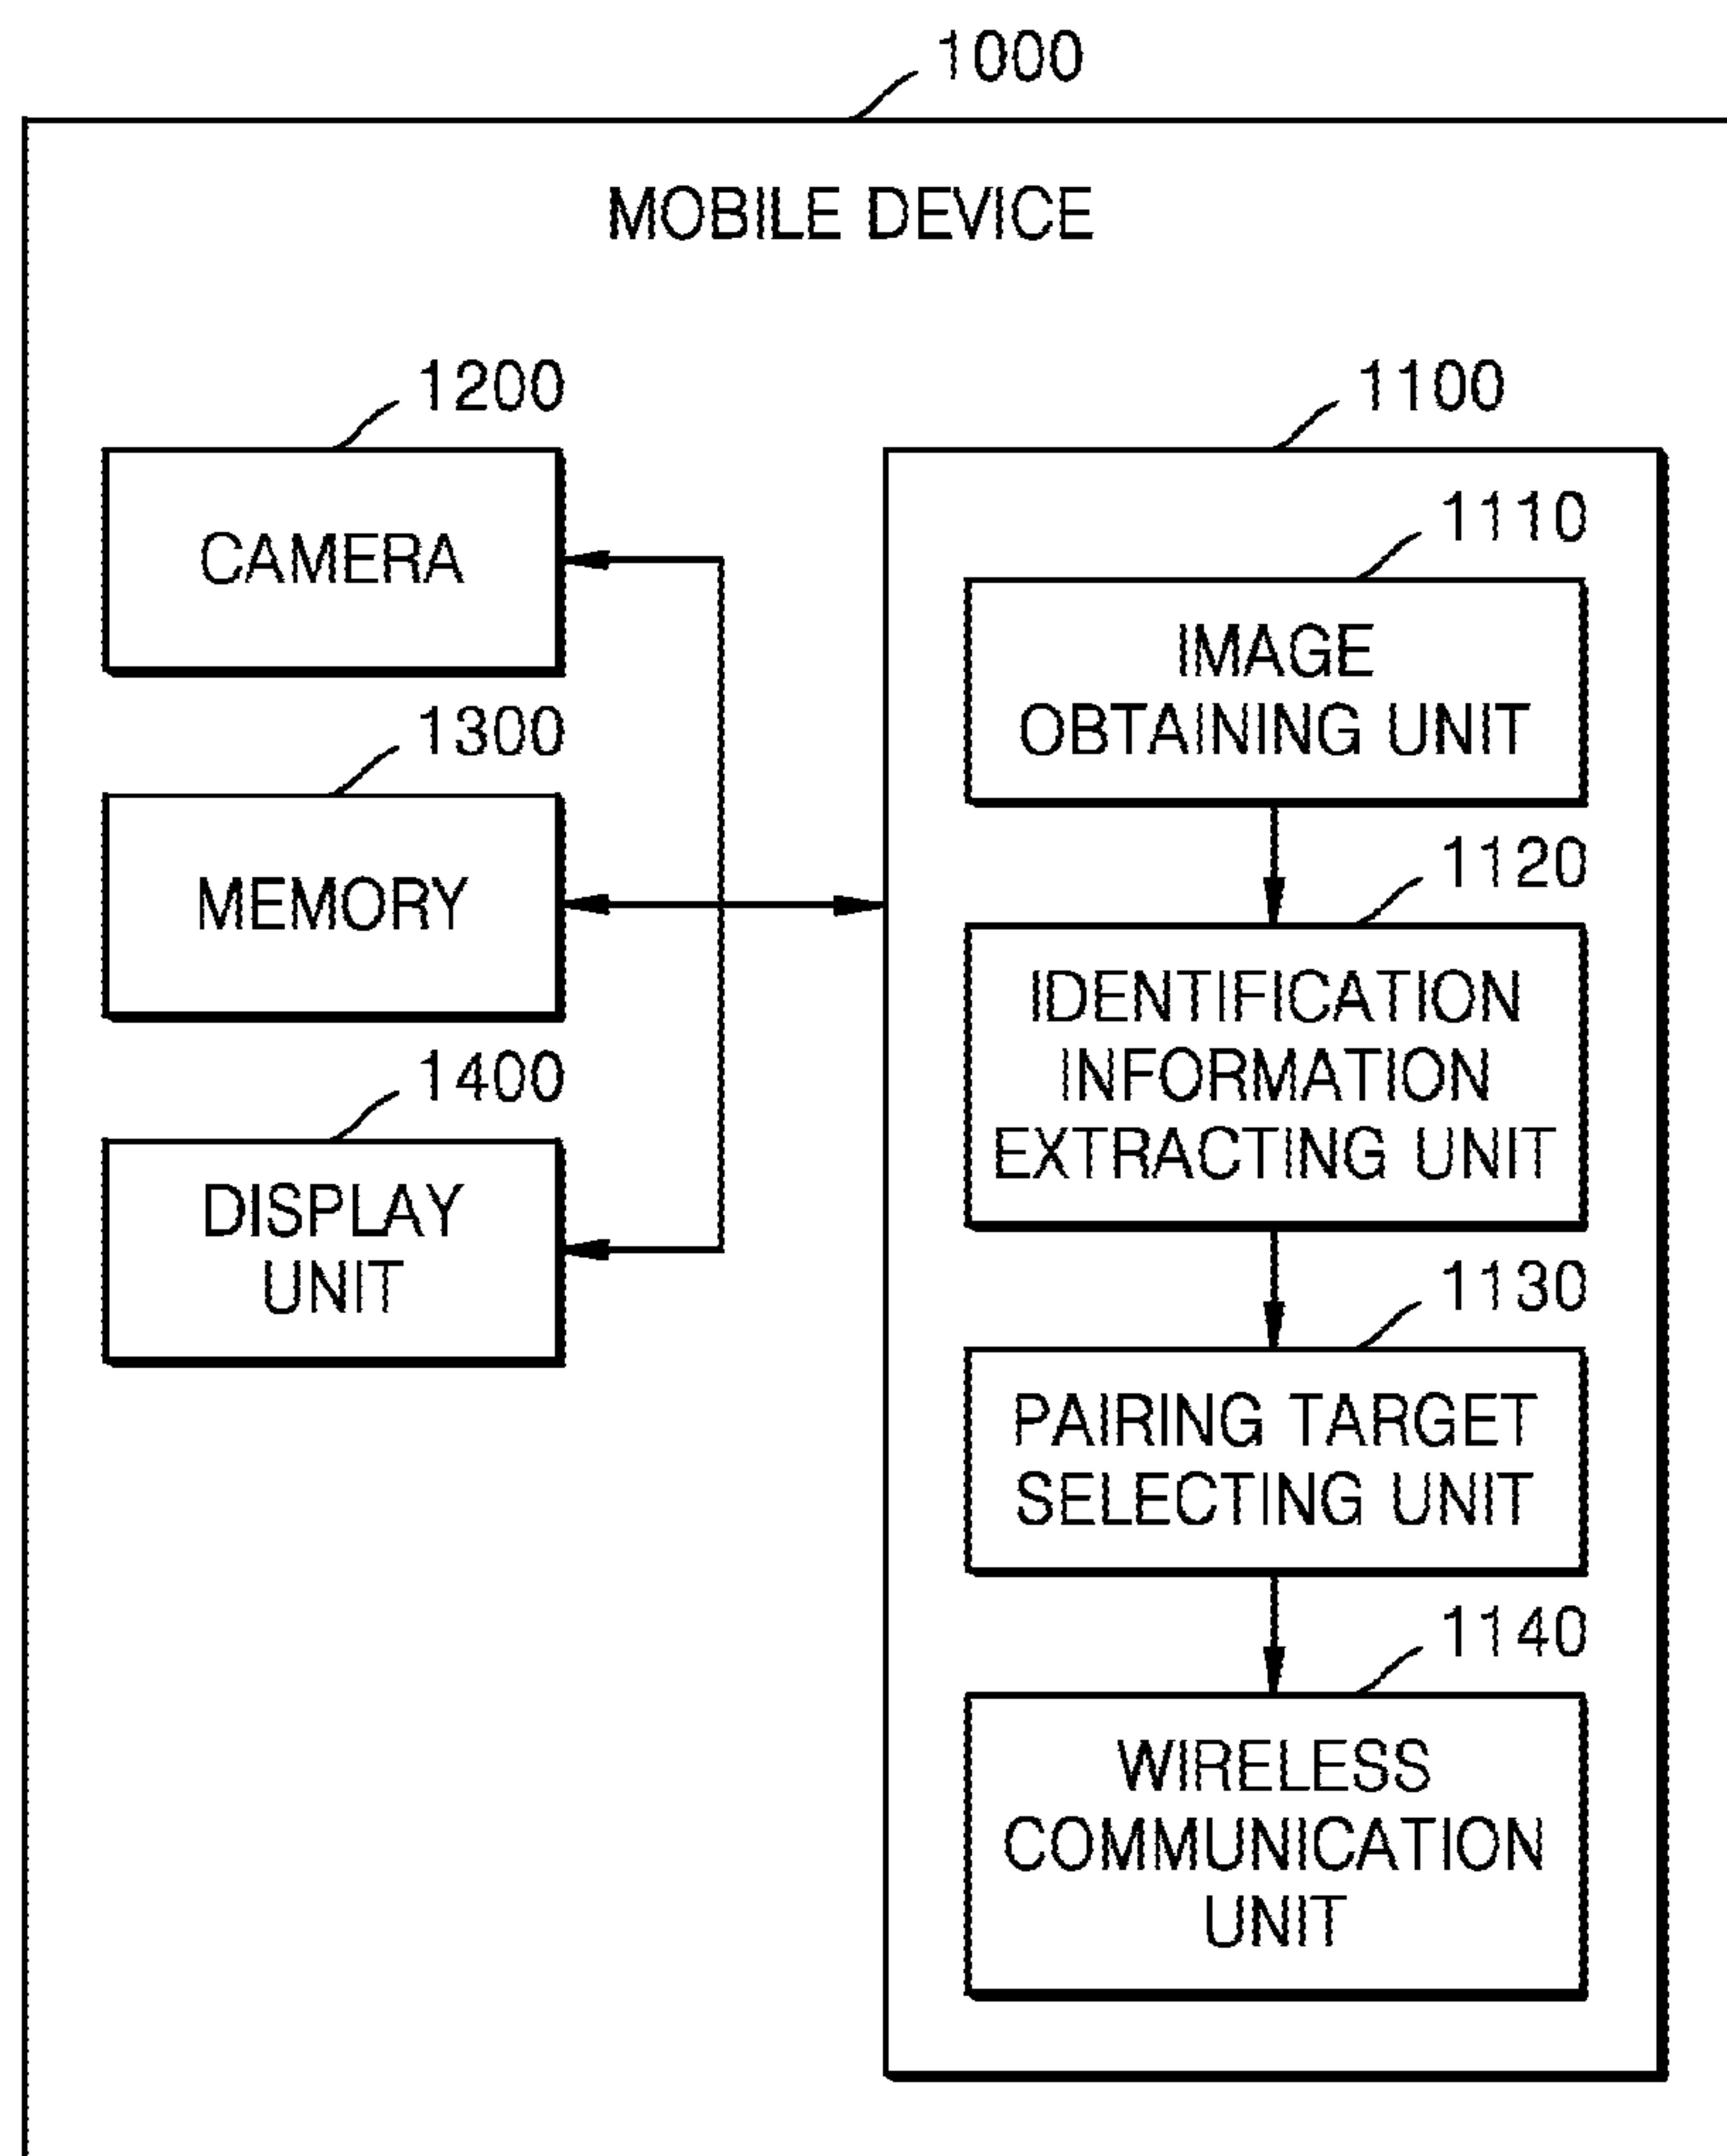 1000
MOBILE DEVICE
1200
CAMERA
1300
MEMORY
1400
DISPLAY
UNIT
1100
1110
IMAGE
OBTAINING UNIT
1120
IDENTIFICATION
INFORMATION
EXTRACTING UNIT
1130
PAIRING TARGET
SELECTING UNIT
1140
WIRELESS
COMMUNICATION
UNIT